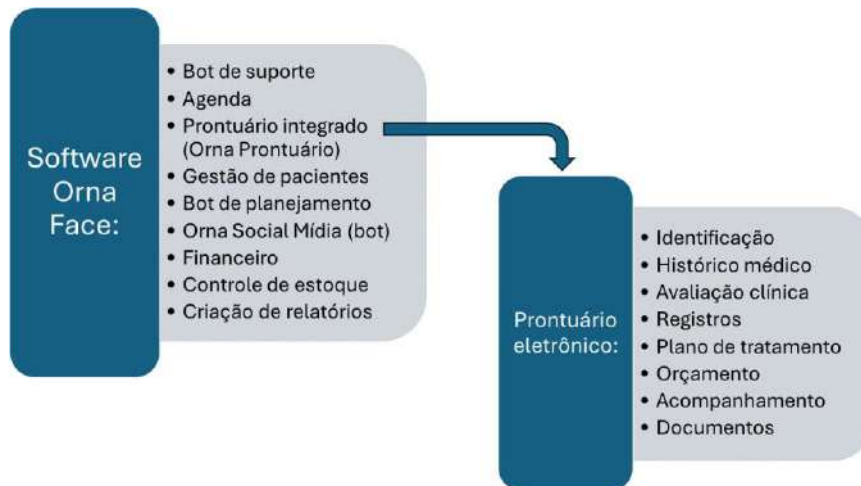 Software
Orna
Face:
• Bot de suporte
• Agenda
• Prontuário integrado
(Orna Prontuário)
• Gestão de pacientes
• Bot de planejamento
• Orna Social Mídia (bot)
• Financeiro
• Controle de estoque
• Criação de relatórios
Prontuário
eletrônico:
• Identificação
• Histórico médico
• Avaliação clínica
• Registros
• Plano de tratamento
• Orçamento
• Acompanhamento
• Documentos